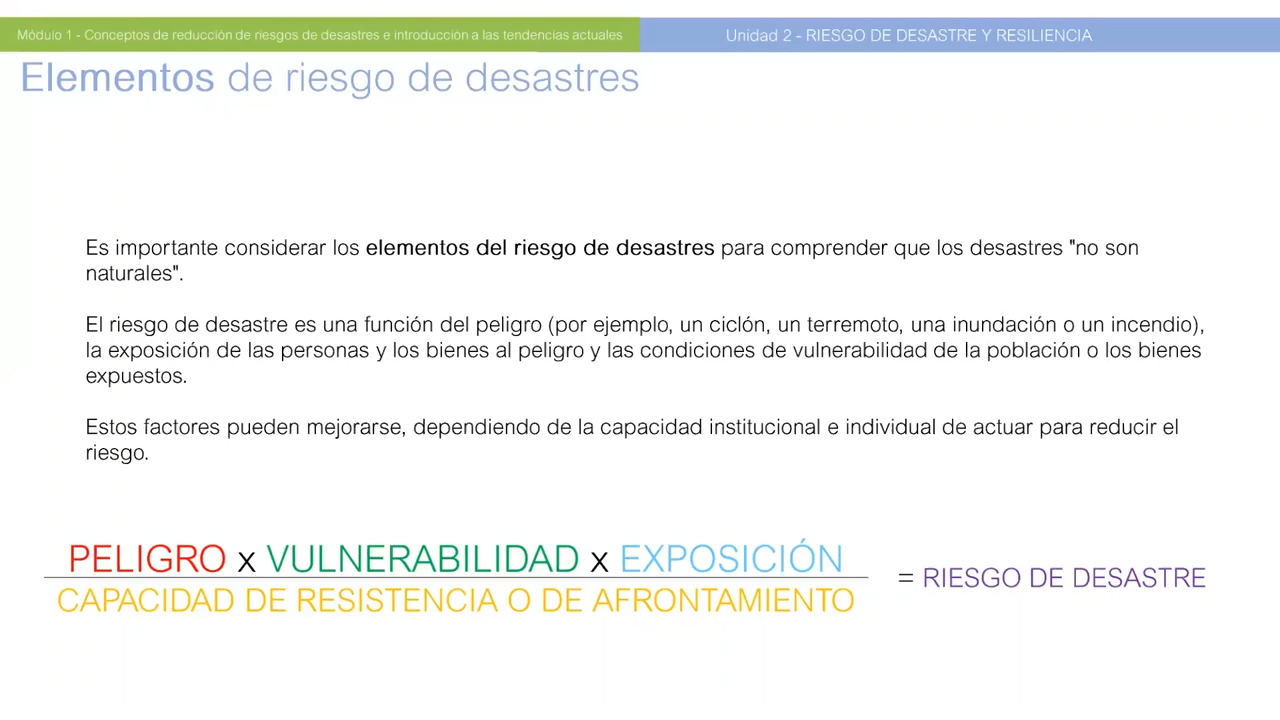 Módulo 1 - Conceptos de reducción de riesgos de desastres e introducción a las tendencias actuales
Unidad 2 - RIESGO DE DESASTRE Y RESILIENCIA
Elementos de riesgo de desastres
Es importante considerar los elementos del riesgo de desastres para comprender que los desastres "no son
naturales".
El riesgo de desastre es una función del peligro (por ejemplo, un ciclón, un terremoto, una inundación o un incendio),
la exposición de las personas y los bienes al peligro y las condiciones de vulnerabilidad de la población o los bienes
expuestos.
Estos factores pueden mejorarse, dependiendo de la capacidad institucional e individual de actuar para reducir el
riesgo.
PELIGRO x VULNERABILIDAD x EXPOSICIÓN
CAPACIDAD DE RESISTENCIA O DE AFRONTAMIENTO
= RIESGO DE DESASTRE